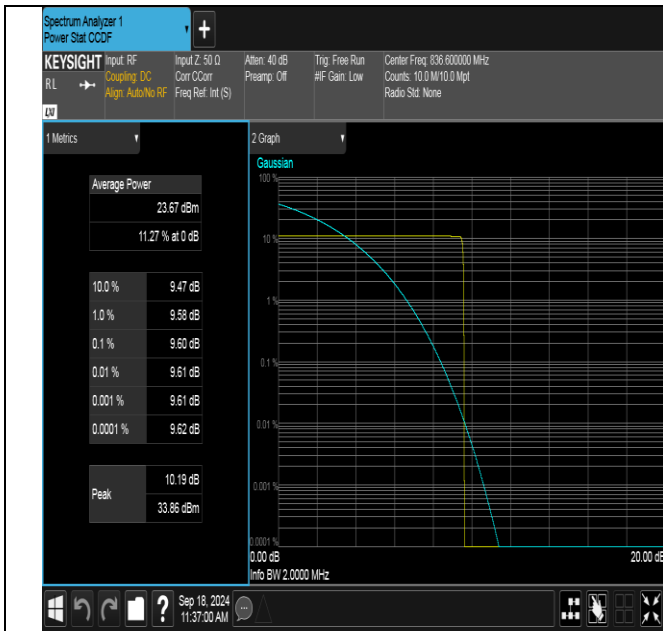 Spectrum Analyzer 1
Power Stat CCDF
KEYSIGHT
RL
LXI
Input: RF
Coupling: DC
Align: Auto/No RF
Input Z: 50 Ω
Corr CCorr
Freq Ref: Int (S)
Atten: 40 dB
Preamp: Off
Trig: Free Run
#IF Gain: Low
Center Freq: 836.600000 MHz
Counts: 10.0 M/10.0 Mpt
Radio Std: None
1 Metrics
Average Power
23.67 dBm
11.27 % at 0 dB
10.0 % 9.47 dB
1.0 % 9.58 dB
0.1 % 9.60 dB
0.01 % 9.61 dB
0.001 % 9.61 dB
0.0001 % 9.62 dB
Peak
10.19 dB
33.86 dBm
2 Graph
Gaussian
100 %
10 %
1 %
0.1 %
0.01 %
0.001 %
0.0001 %
0.00 dB 20.00 dB
Info BW 2.0000 MHz
? Sep 18, 2024
11:37:00 AM